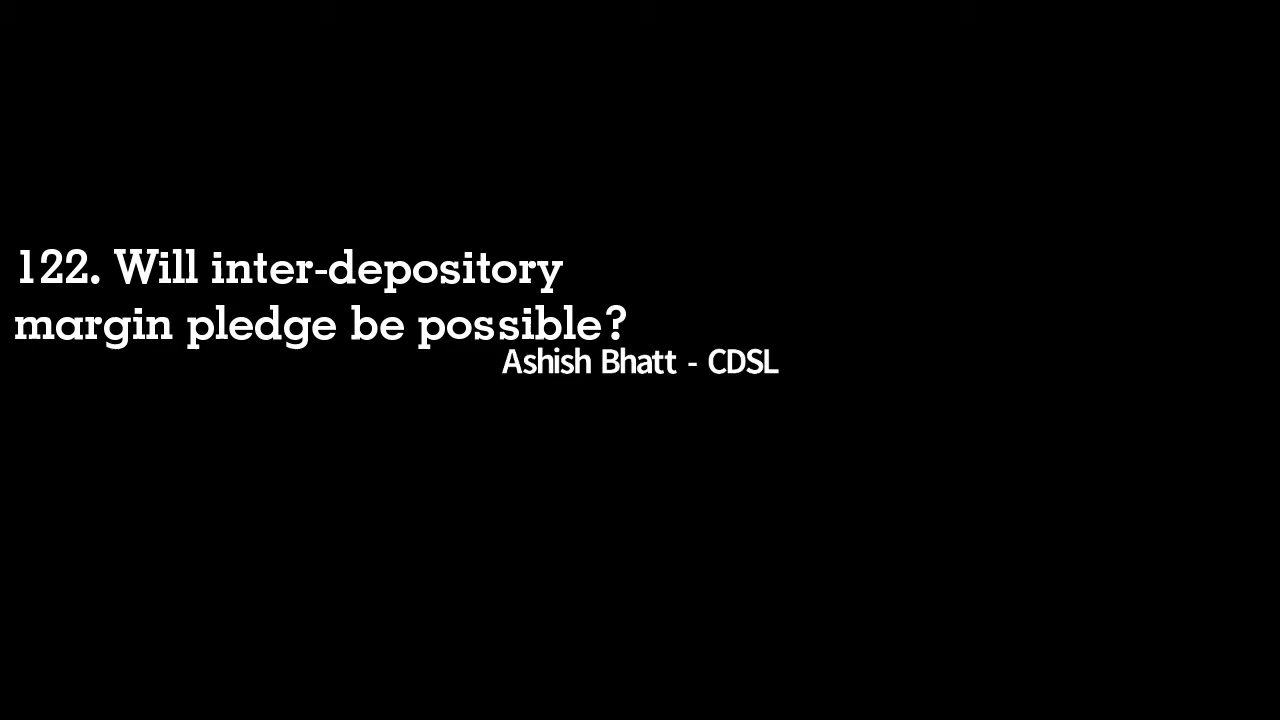 122. Will inter-depository
margin pledge be possible?
Ashish Bhatt - CDSL